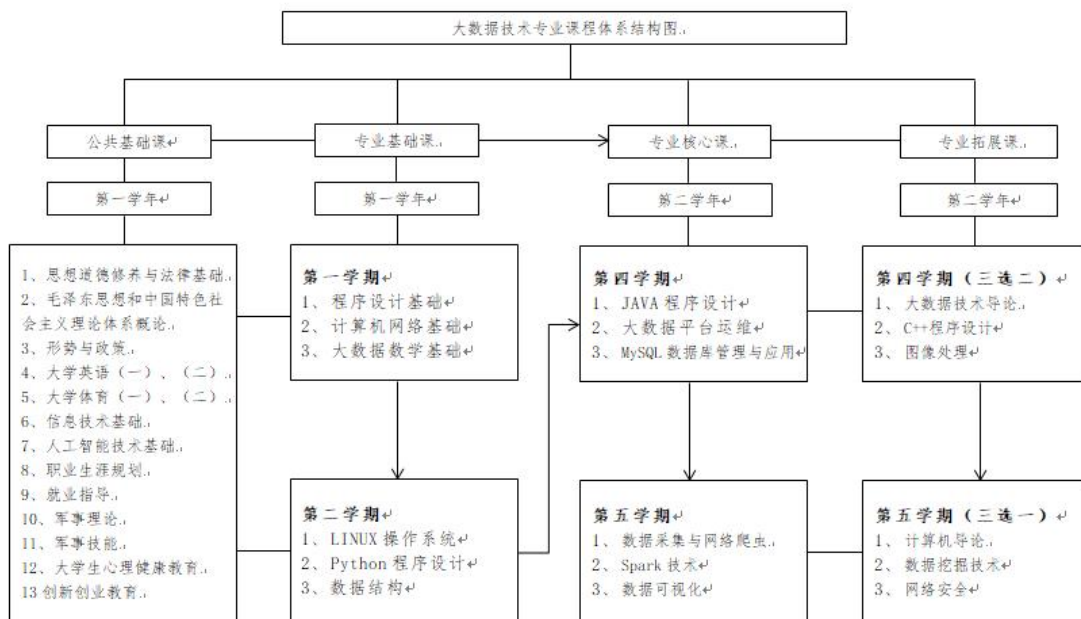 大数据技术专业课程体系结构图
公共基础课
专业基础课
专业核心课
专业拓展课
第一学年
第一学年
第二学年
第二学年
1、思想道德修养与法律基础
2、毛泽东思想和中国特色社
会主义理论体系概论
3、形势与政策
4、大学英语（一）、（二）
5、大学体育（一）、（二）
6、信息技术基础
7、人工智能技术基础
8、职业生涯规划
9、就业指导
10、军事理论
11、军事技能
12、大学生心理健康教育
13 创新创业教育
第一学期
1、程序设计基础
2、计算机网络基础
3、大数据数学基础
第二学期
1、LINUX 操作系统
2、Python 程序设计
3、数据结构
第四学期
1、JAVA 程序设计
2、大数据平台运维
3、MySQL 数据库管理与应用
第五学期
1、数据采集与网络爬虫
2、Spark 技术
3、数据可视化
第四学期（三选二）
1、大数据技术导论
2、C++程序设计
3、图像处理
第五学期（三选一）
1、计算机导论
2、数据挖掘技术
3、网络安全